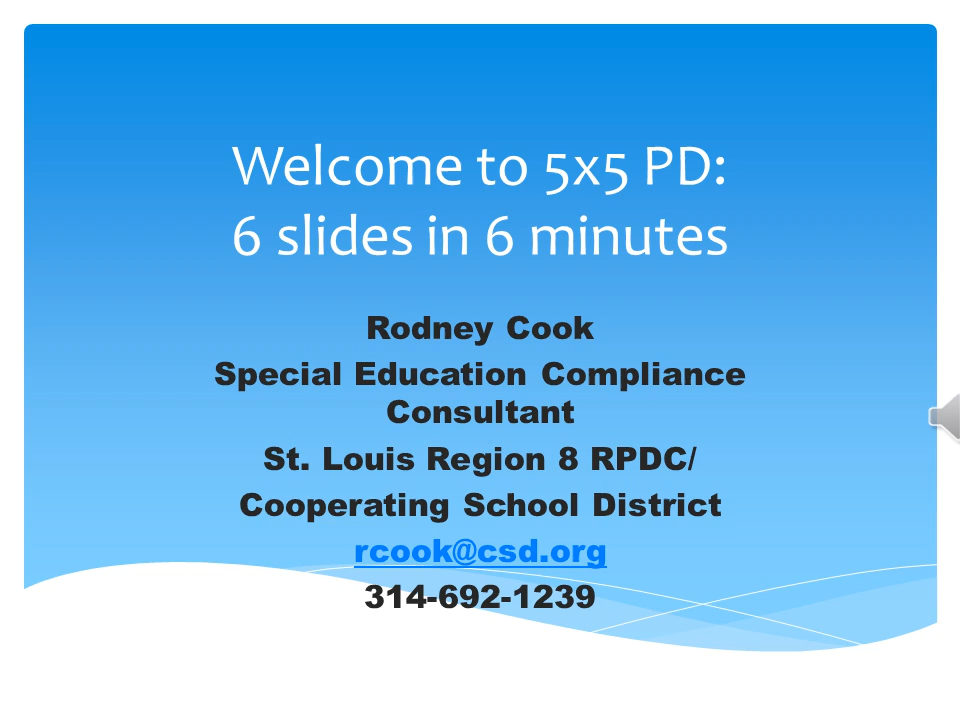 Welcome to 5x5 PD:
6 slides in 6 minutes
Rodney Cook
Special Education Compliance
Consultant
St. Louis Region 8 RPDC/
Cooperating School District
rcook@csd.org
314-692-1239